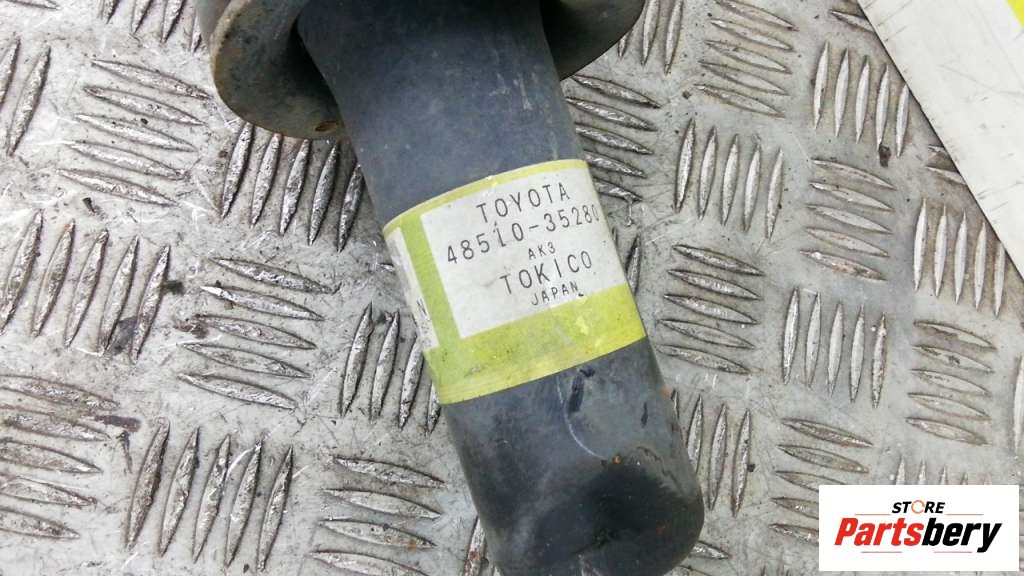 TOYOTA
48510-35280
AK3
TOKICO
JAPAN
N
STORE
Partsbery